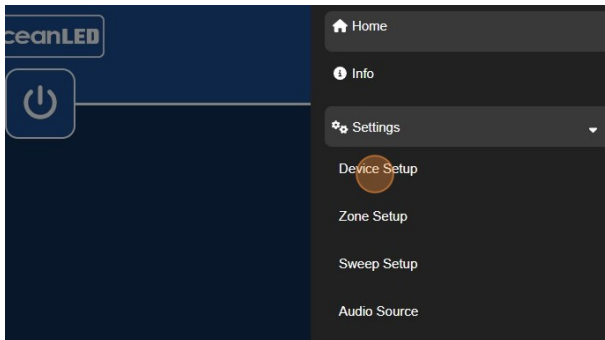 ceanLED
Home
Info
Settings
Device Setup
Zone Setup
Sweep Setup
Audio Source